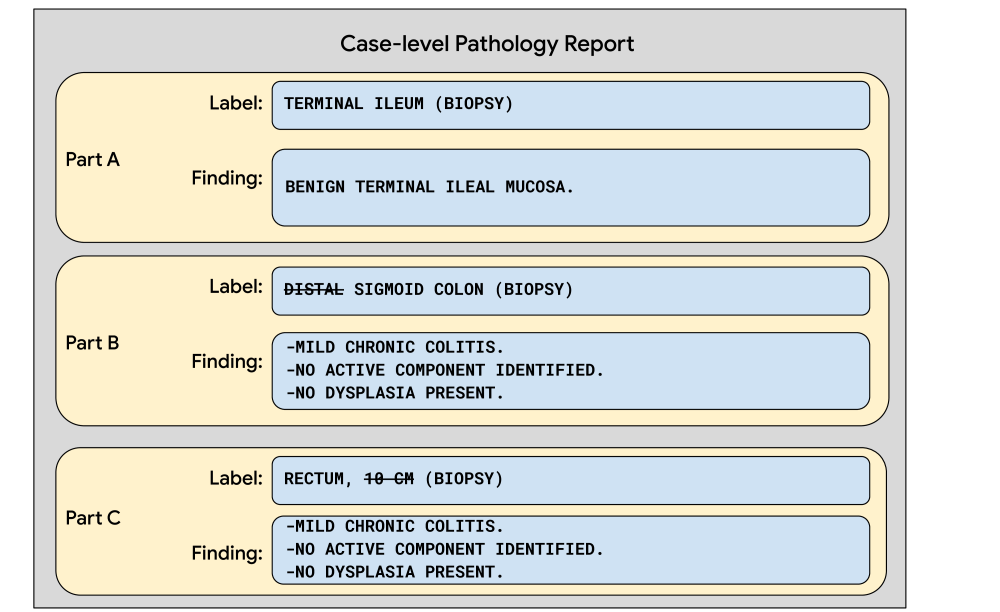 Case-level Pathology Report
Part A
Label: TERMINAL ILEUM (BIOPSY)
Finding: BENIGN TERMINAL ILEAL MUCOSA.
Part B
Label: DISTAL SIGMOID COLON (BIOPSY)
Finding: -MILD CHRONIC COLITIS.
-NO ACTIVE COMPONENT IDENTIFIED.
-NO DYSPLASIA PRESENT.
Part C
Label: RECTUM, 10 CM (BIOPSY)
Finding: -MILD CHRONIC COLITIS.
-NO ACTIVE COMPONENT IDENTIFIED.
-NO DYSPLASIA PRESENT.